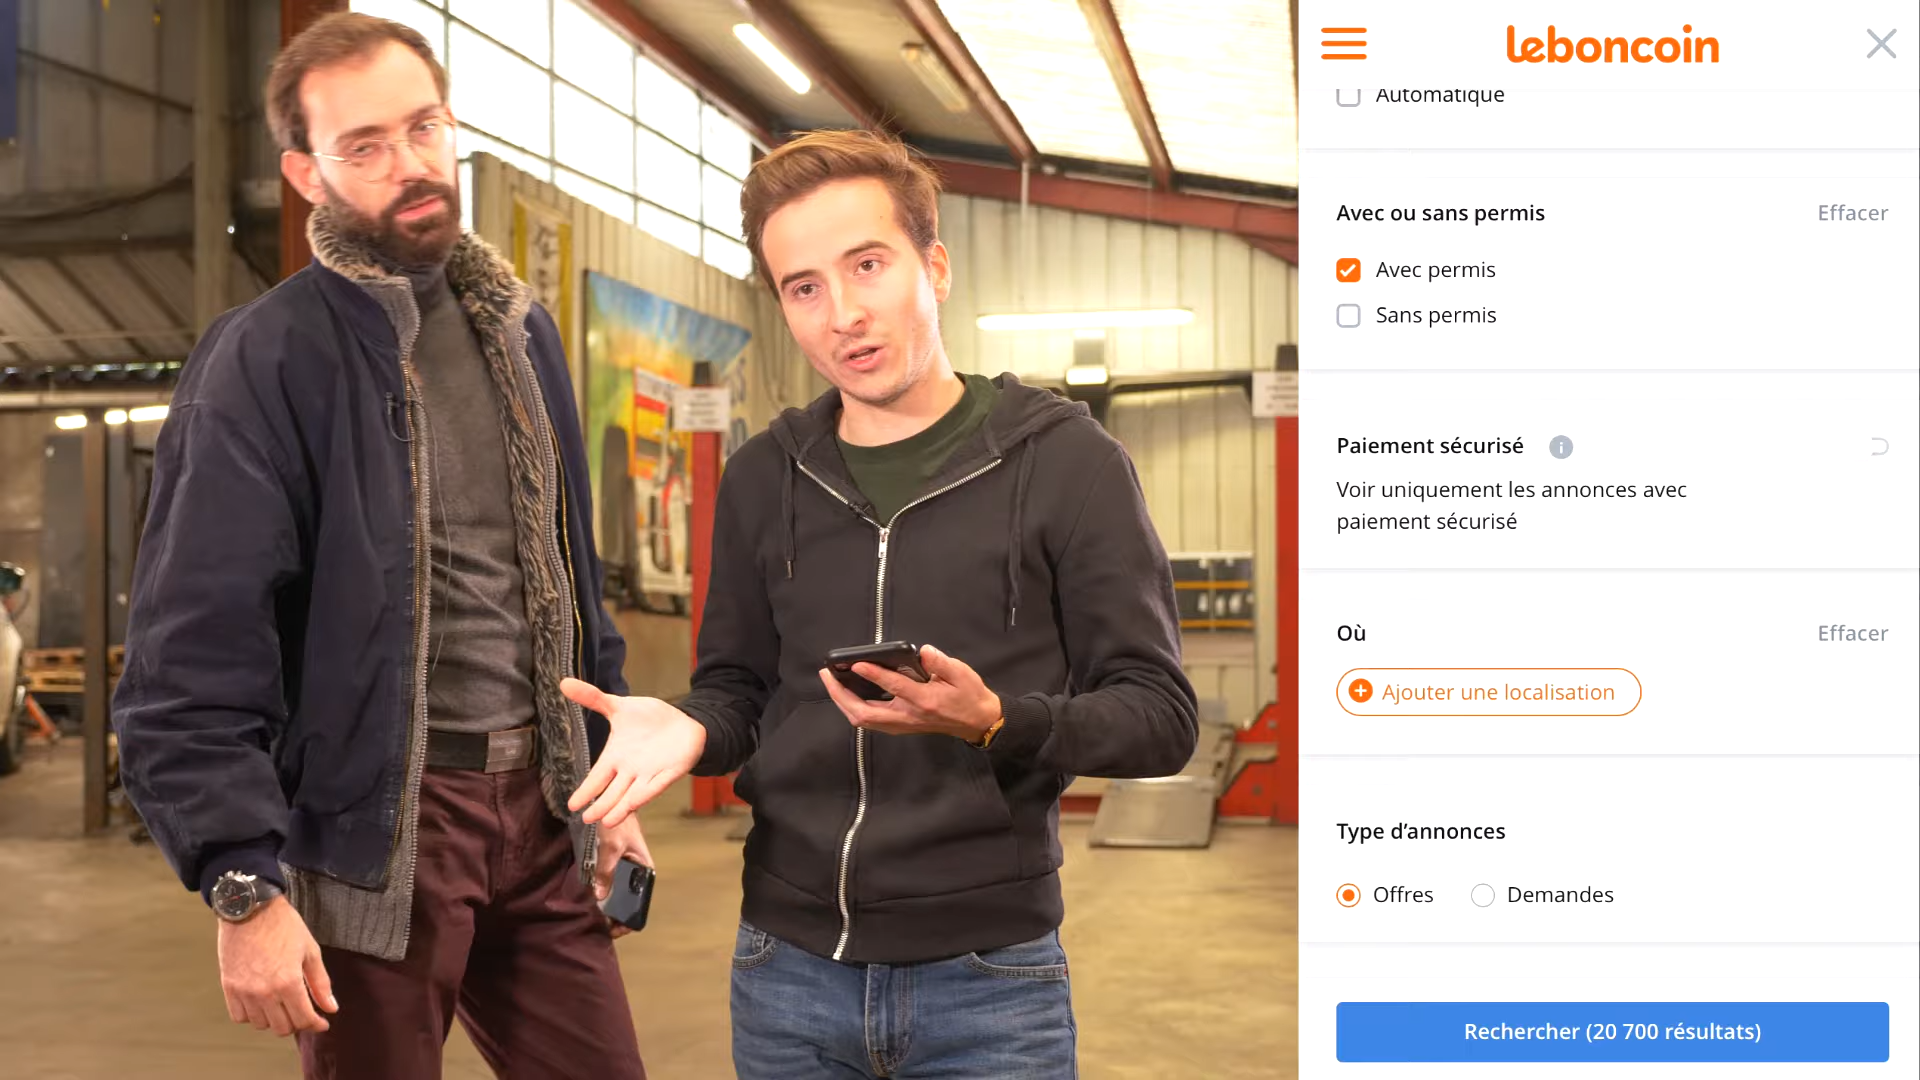 leboncoin
Automatique
Avec ou sans permis
Effacer
Avec permis
Sans permis
Paiement sécurisé
Voir uniquement les annonces avec
paiement sécurisé
Où
Effacer
Ajouter une localisation
Type d’annonces
Offres
Demandes
Rechercher (20 700 résultats)